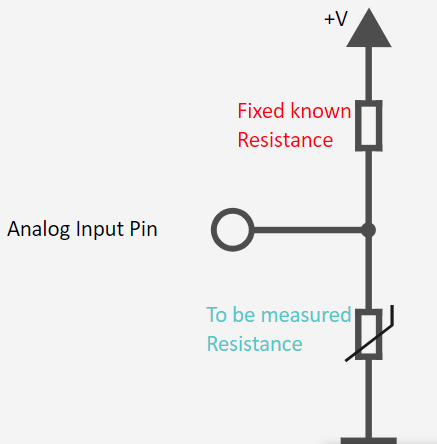 +V
Fixed known
Resistance
Analog Input Pin
To be measured
Resistance